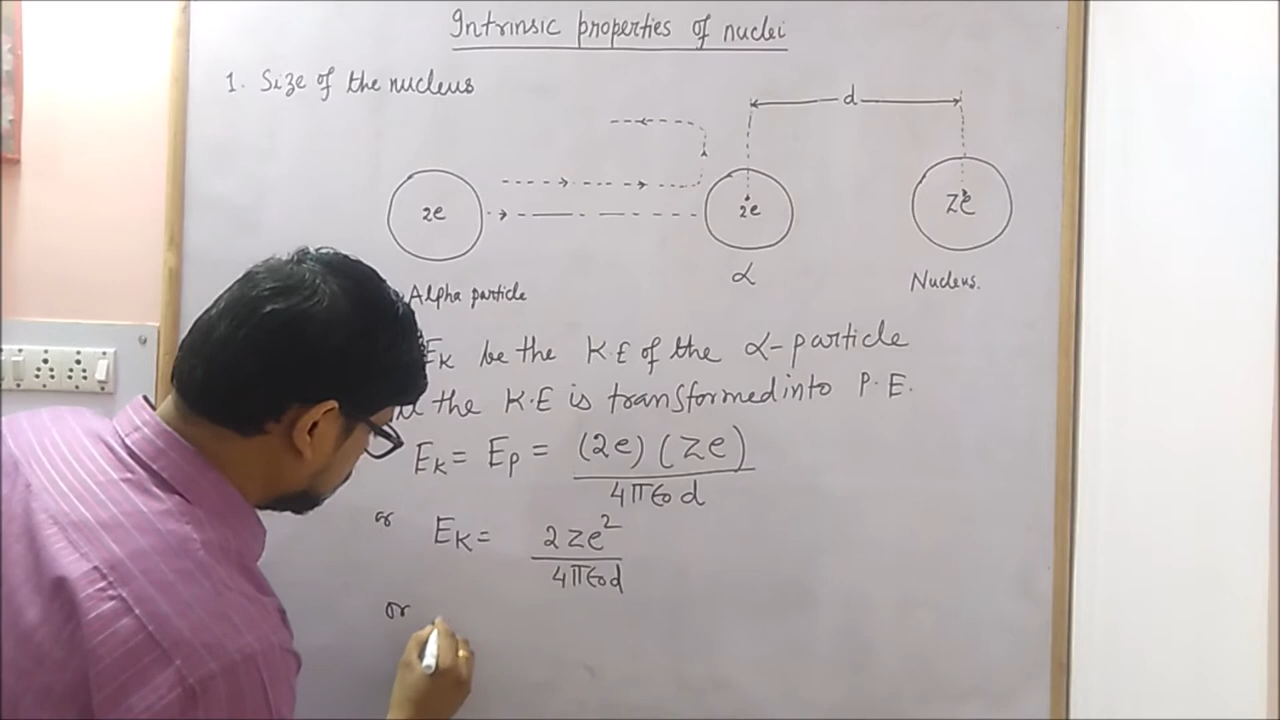 Intrinsic properties of nuclei
1. Size of the nucleus
d
2e
2e
Ze
α
Alpha particle
Nucleus.
EK be the K.E of the α-particle
the K.E is transformed into P.E.
EK = EP = (2e)(Ze) / 4πϵ0 d
or EK = 2Ze² / 4πϵ0d
or